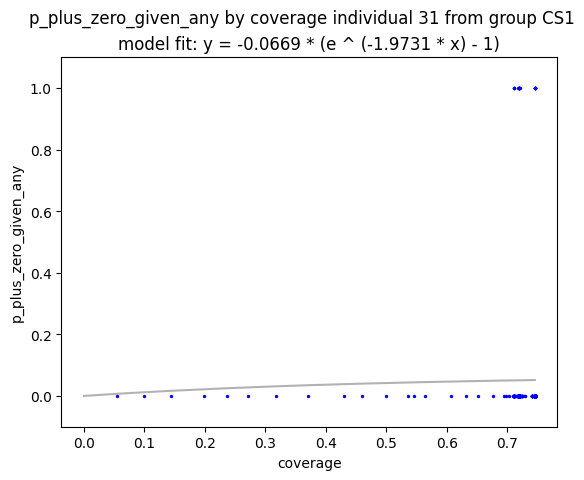 p_plus_zero_given_any by coverage individual 31 from group CS1
model fit: y = -0.0669 * (e ^ (-1.9731 * x) - 1)
1.0
0.8
0.6
0.4
0.2
0.0
p_plus_zero_given_any
0.0 0.1 0.2 0.3 0.4 0.5 0.6 0.7
coverage